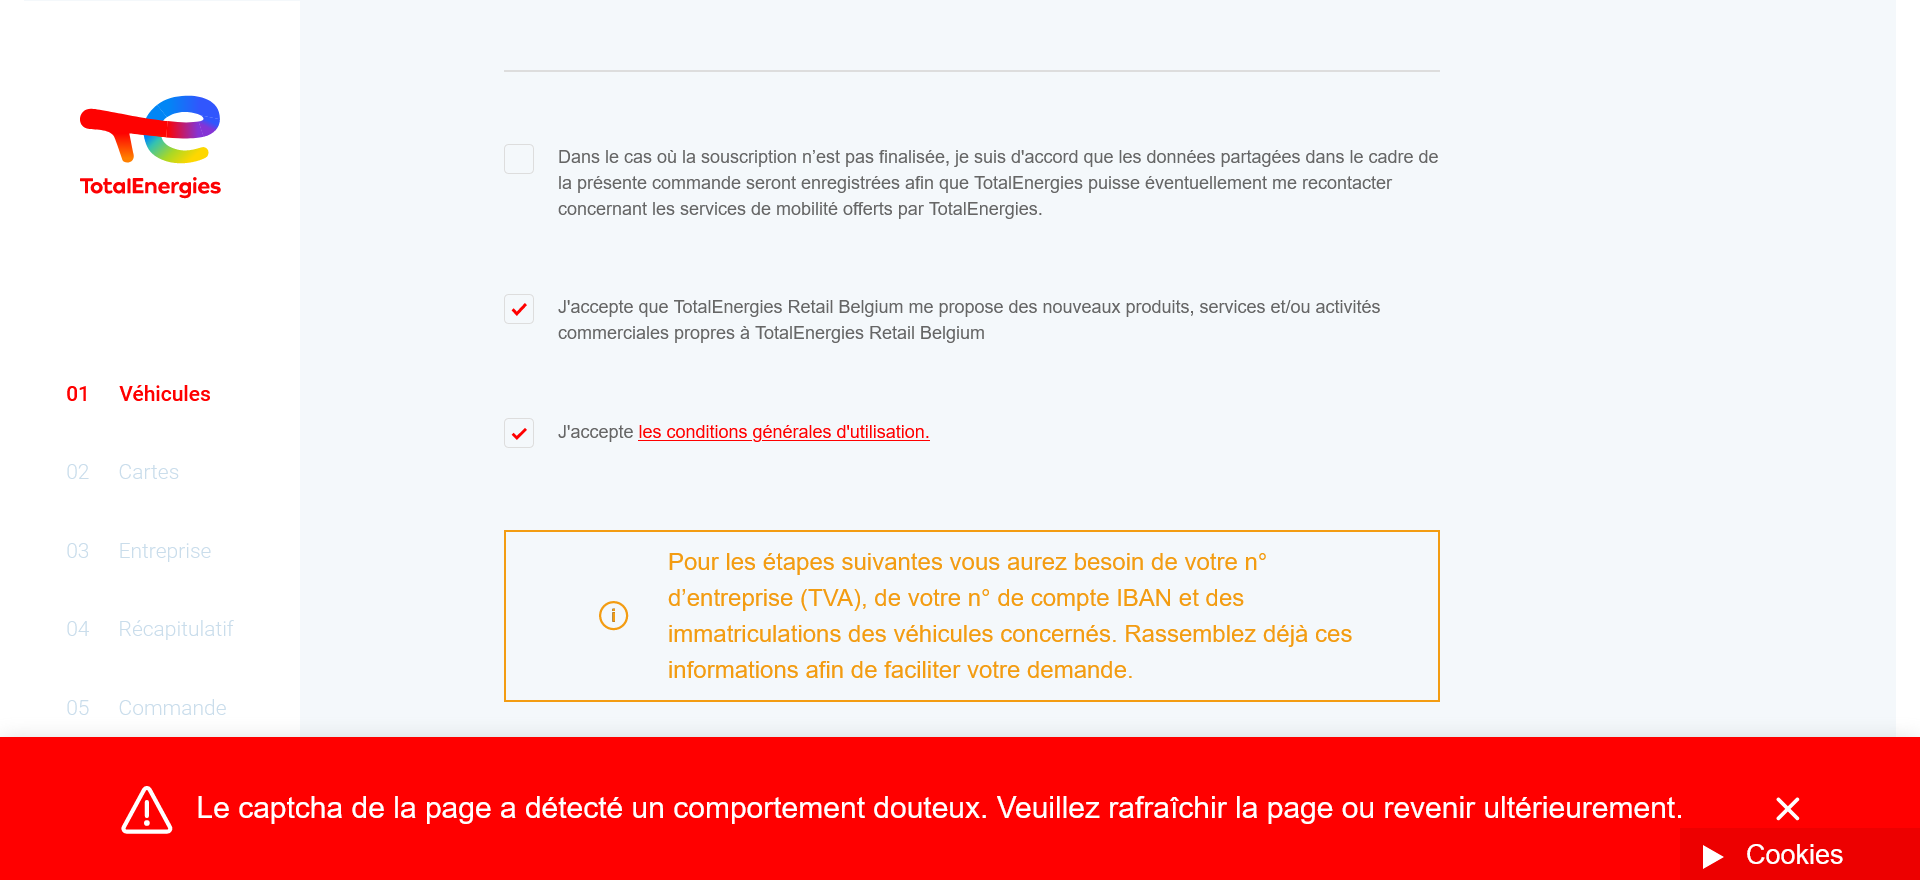 TotalEnergies
01 Véhicules
02 Cartes
03 Entreprise
04 Récapitulatif
05 Commande
Dans le cas où la souscription n’est pas finalisée, je suis d'accord que les données partagées dans le cadre de
la présente commande seront enregistrées afin que TotalEnergies puisse éventuellement me recontacter
concernant les services de mobilité offerts par TotalEnergies.
J'accepte que TotalEnergies Retail Belgium me propose des nouveaux produits, services et/ou activités
commerciales propres à TotalEnergies Retail Belgium
J'accepte les conditions générales d'utilisation.
Pour les étapes suivantes vous aurez besoin de votre n°
d’entreprise (TVA), de votre n° de compte IBAN et des
immatriculations des véhicules concernés. Rassemblez déjà ces
informations afin de faciliter votre demande.
Le captcha de la page a détecté un comportement douteux. Veuillez rafraîchir la page ou revenir ultérieurement.
Cookies